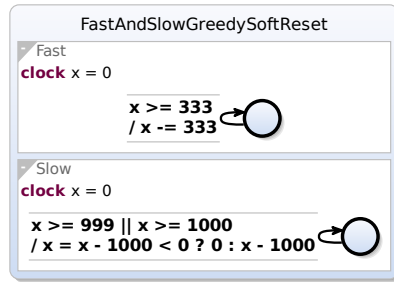 FastAndSlowGreedySoftReset
- Fast
clock x = 0
x >= 333
/ x -= 333
- Slow
clock x = 0
x >= 999 || x >= 1000
/ x = x - 1000 < 0 ? 0 : x - 1000